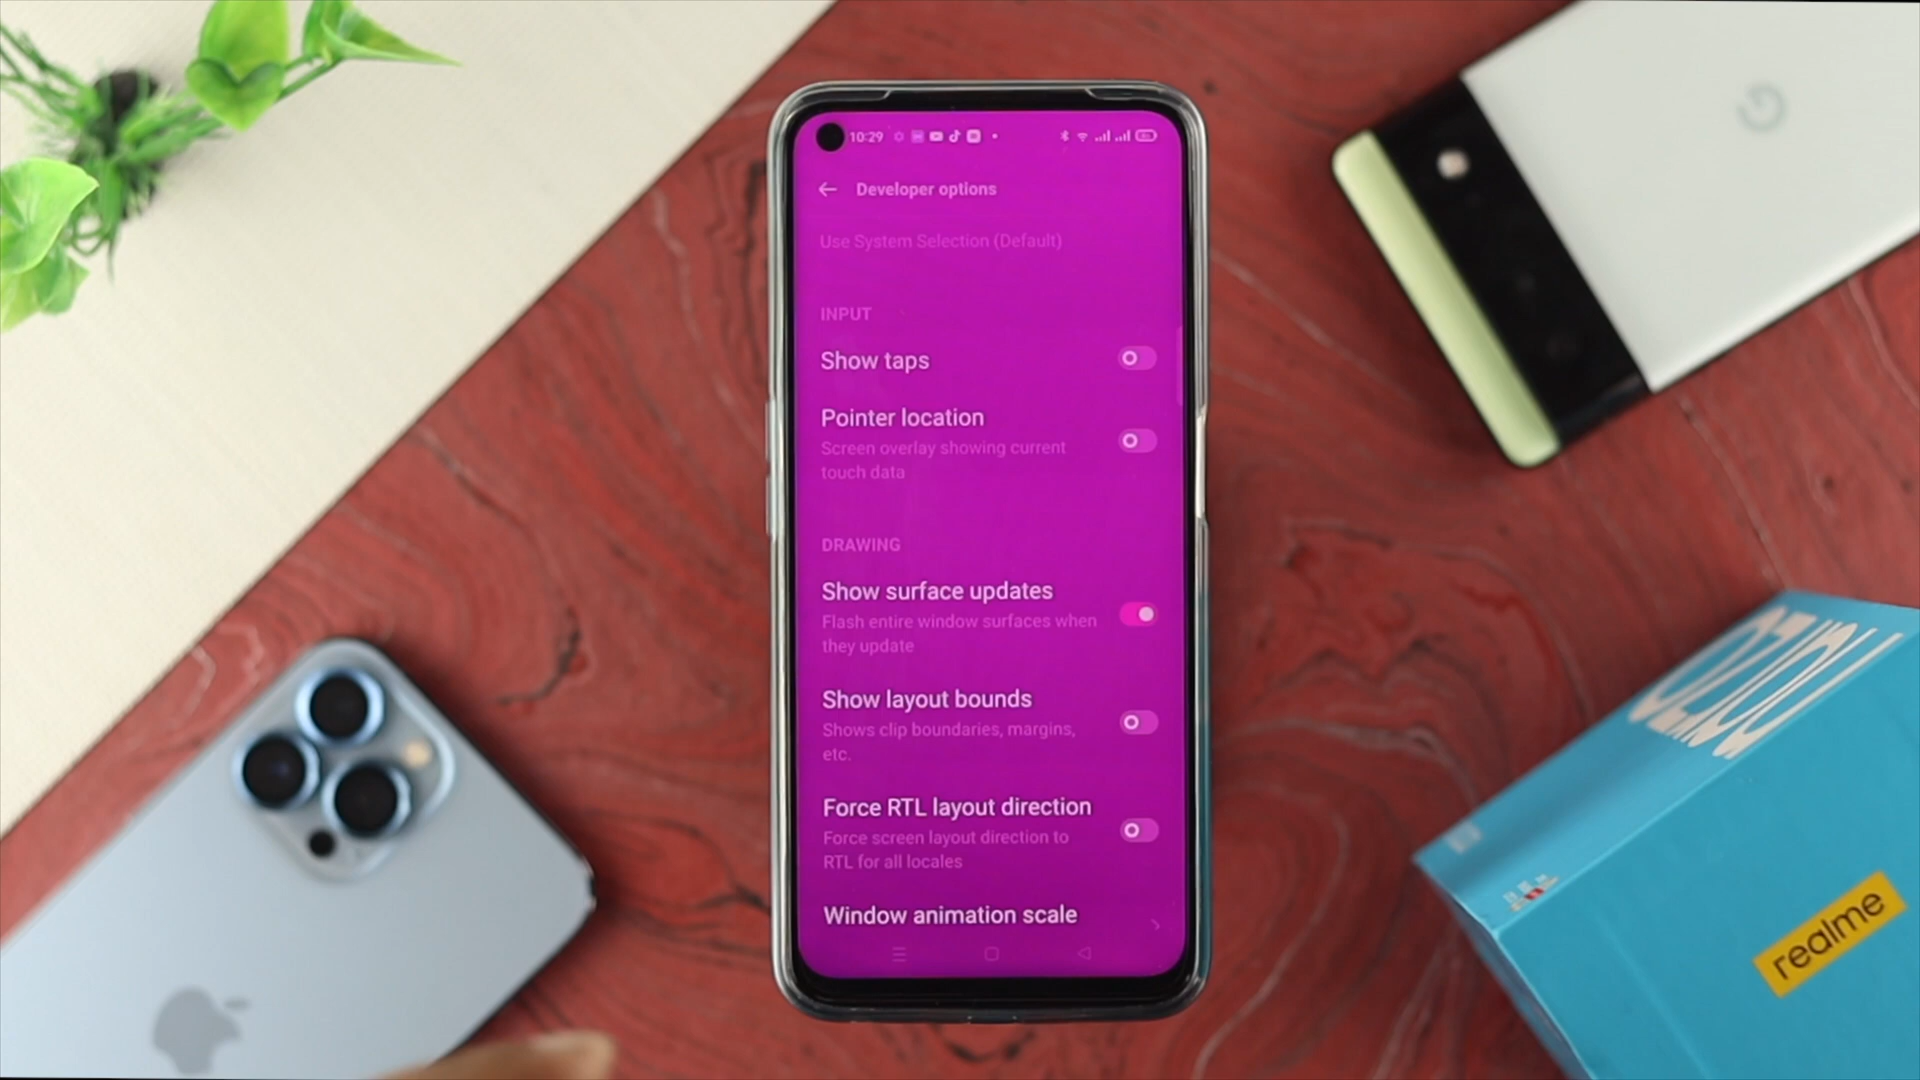 10:29
Developer options
Use System Selection (Default)
INPUT
Show taps
Pointer location
Screen overlay showing current
touch data
DRAWING
Show surface updates
Flash entire window surfaces when
they update
Show layout bounds
Shows clip boundaries, margins,
etc.
Force RTL layout direction
Force screen layout direction to
RTL for all locales
Window animation scale
narzo
realme